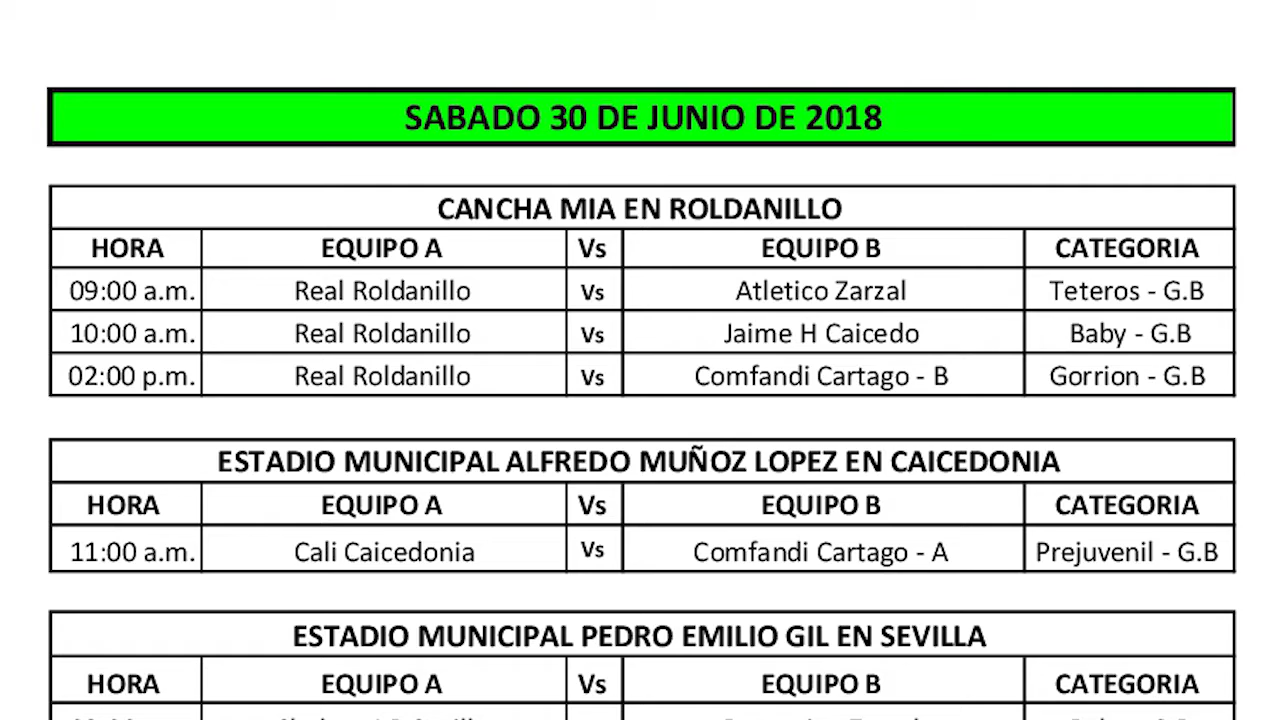 SABADO 30 DE JUNIO DE 2018
CANCHA MIA EN ROLDANILLO
HORA EQUIPO A Vs EQUIPO B CATEGORIA
09:00 a.m. Real Roldanillo Vs Atletico Zarzal Teteros - G.B
10:00 a.m. Real Roldanillo Vs Jaime H Caicedo Baby - G.B
02:00 p.m. Real Roldanillo Vs Comfandi Cartago - B Gorrion - G.B
ESTADIO MUNICIPAL ALFREDO MUÑOZ LOPEZ EN CAICEDONIA
HORA EQUIPO A Vs EQUIPO B CATEGORIA
11:00 a.m. Cali Caicedonia Vs Comfandi Cartago - A Prejuvenil - G.B
ESTADIO MUNICIPAL PEDRO EMILIO GIL EN SEVILLA
HORA EQUIPO A Vs EQUIPO B CATEGORIA